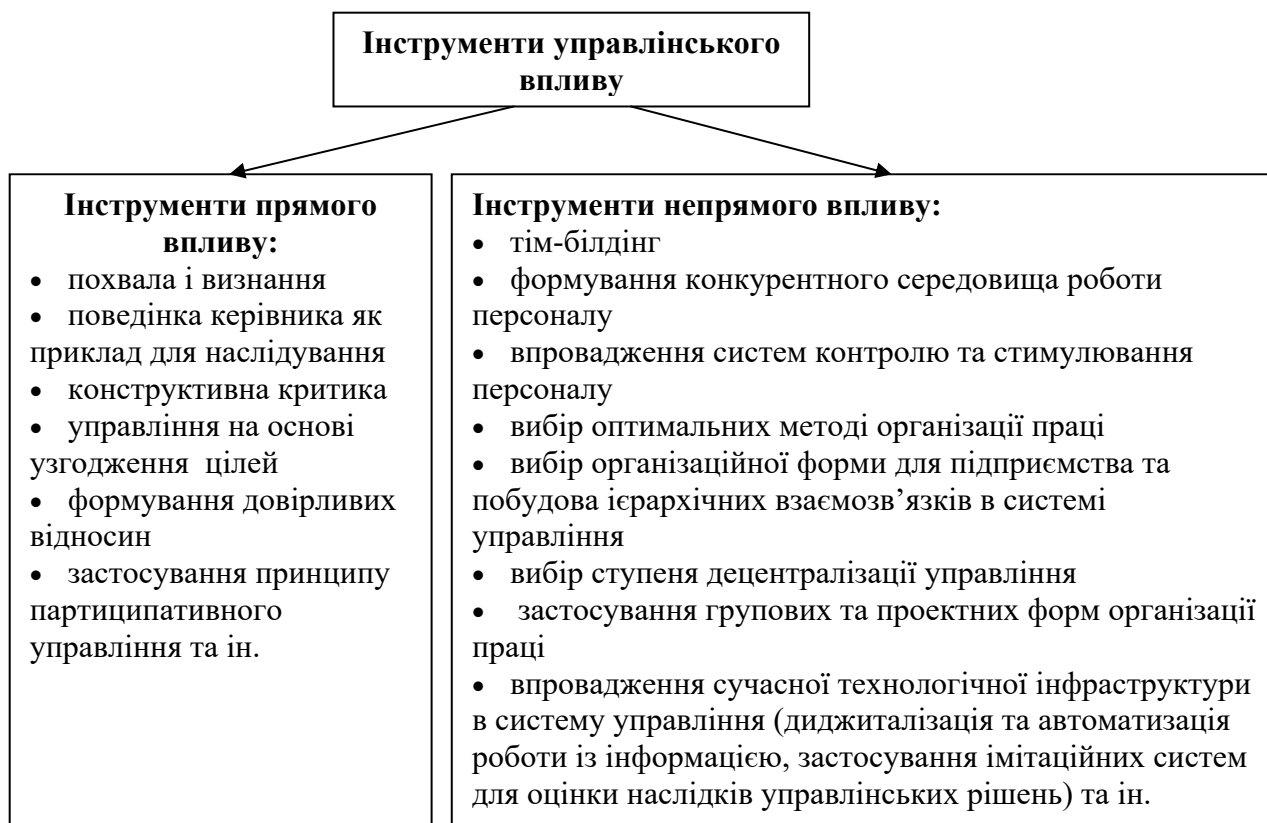 Інструменти управлінського
впливу
Інструменти прямого
впливу:
• похвала і визнання
• поведінка керівника як
приклад для наслідування
• конструктивна критика
• управління на основі
узгодження цілей
• формування довірливих
відносин
• застосування принципу
партиципативного
управління та ін.
Інструменти непрямого впливу:
• тім-білдінг
• формування конкурентного середовища роботи
персоналу
• впровадження систем контролю та стимулювання
персоналу
• вибір оптимальних методі організації праці
• вибір організаційної форми для підприємства та
побудова ієрархічних взаємозв’язків в системі
управління
• вибір ступеня децентралізації управління
• застосування групових та проектних форм організації
праці
• впровадження сучасної технологічної інфраструктури
в систему управління (диджиталізація та автоматизація
роботи із інформацією, застосування імітаційних систем
для оцінки наслідків управлінських рішень) та ін.